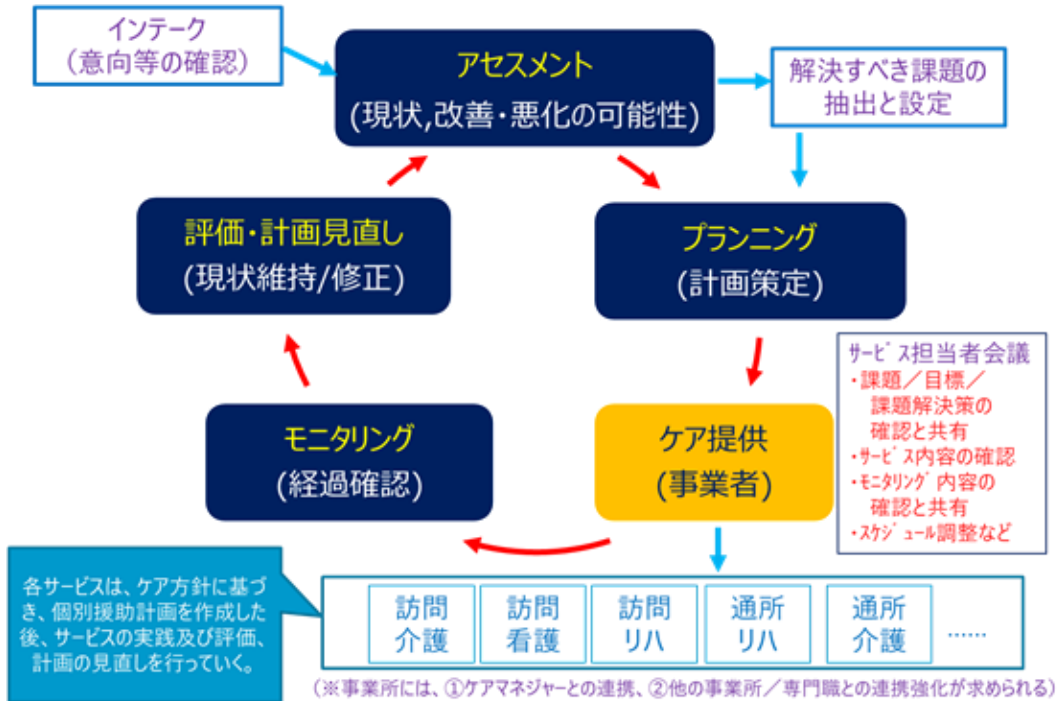 インテーク
(意向等の確認)
アセスメント
(現状,改善・悪化の可能性)
解決すべき課題の
抽出と設定
評価・計画見直し
(現状維持/修正)
プランニング
(計画策定)
サービス担当者会議
・課題/目標/
課題解決策の
確認と共有
・サービス内容の確認
・モニタリング内容の
確認と共有
・スケジュール調整など
モニタリング
(経過確認)
ケア提供
(事業者)
各サービスは、ケア方針に基づ
き、個別援助計画を作成した
後、サービスの実践及び評価、
計画の見直しを行っていく。
訪問
介護
訪問
看護
訪問
リハ
通所
リハ
通所
介護
……
(※事業所には、①ケアマネジャーとの連携、②他の事業所/専門職との連携強化が求められる)